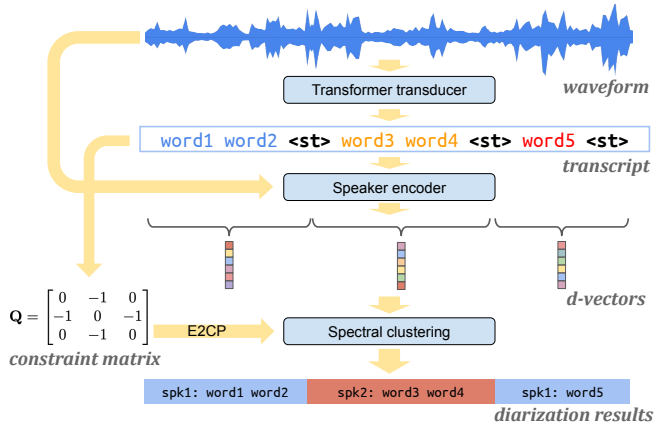 waveform
Transformer transducer
word1 word2 <st> word3 word4 <st> word5 <st>
transcript
Speaker encoder
d-vectors
Q = [0 -1 0
-1 0 -1
0 -1 0]
constraint matrix
E2CP
Spectral clustering
spk1: word1 word2 spk2: word3 word4 spk1: word5
diarization results